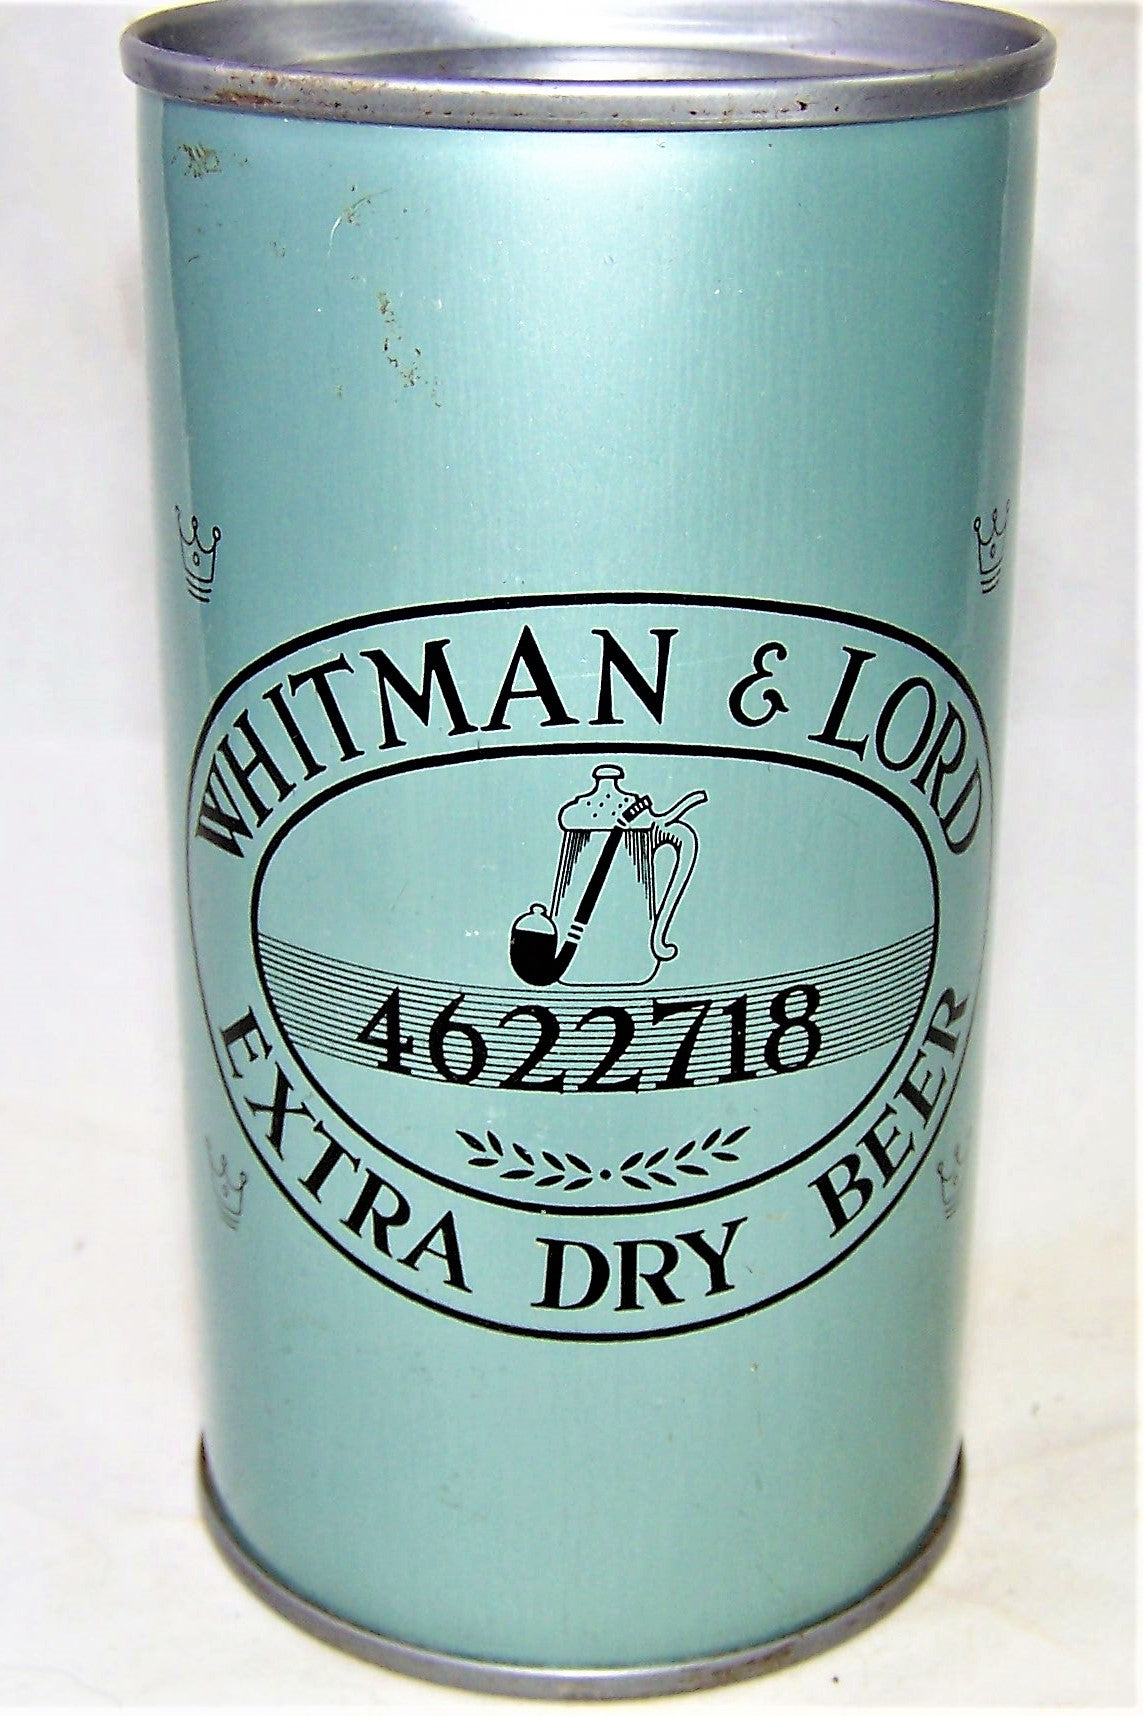 WHITMAN & LORD
4622718
EXTRA DRY BEER